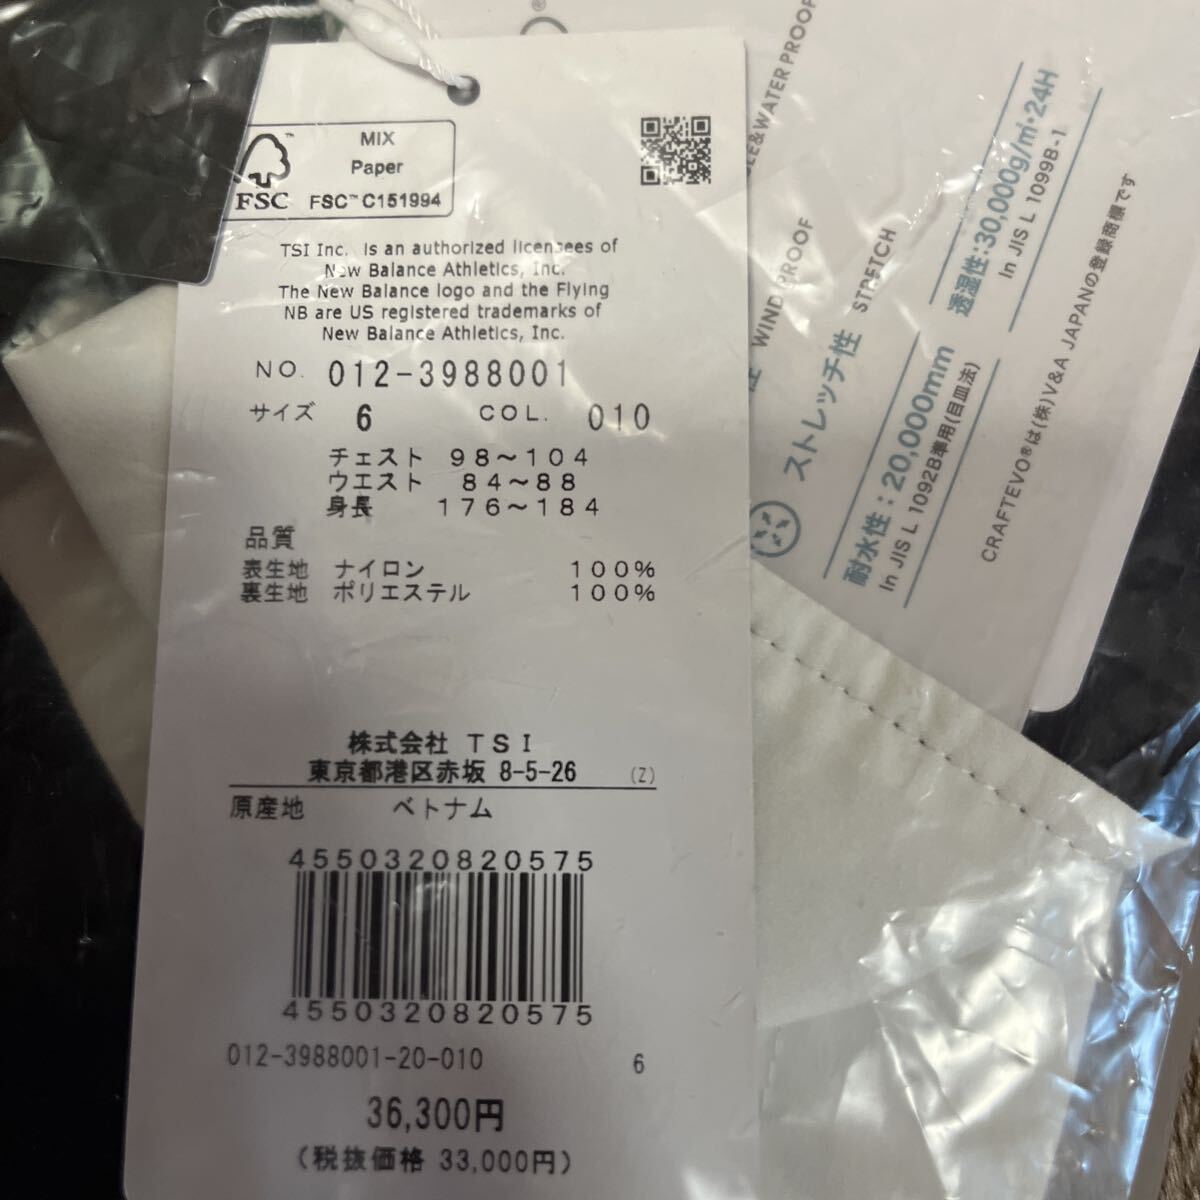 MIX
Paper
FSC
FSC™ C151994
TSI Inc. is an authorized licensees of
New Balance Athletics, Inc.
The New Balance logo and the Flying
NB are US registered trademarks of
New Balance Athletics, Inc.
NO. 012-3988001
サイズ 6 COL. 010
チェスト 98～104
ウエスト 84～88
身長 176～184
品質
表生地 ナイロン 100%
裏生地 ポリエステル 100%
株式会社 TSI
東京都港区赤坂 8-5-26 (Z)
原産地 ベトナム
4550320820575
4550320820575
012-3988001-20-010 6
36,300円
(税抜価格 33,000円)
&WATER PROOF
WIND PROOF
ストレッチ性 STRETCH
耐水性：20,000mm
In JIS L 1092B準用(目皿法)
透湿性:30,000g/㎡・24H
In JIS L 1099B-1
CRAFTEVO®は(株)V&A JAPANの登録商標です